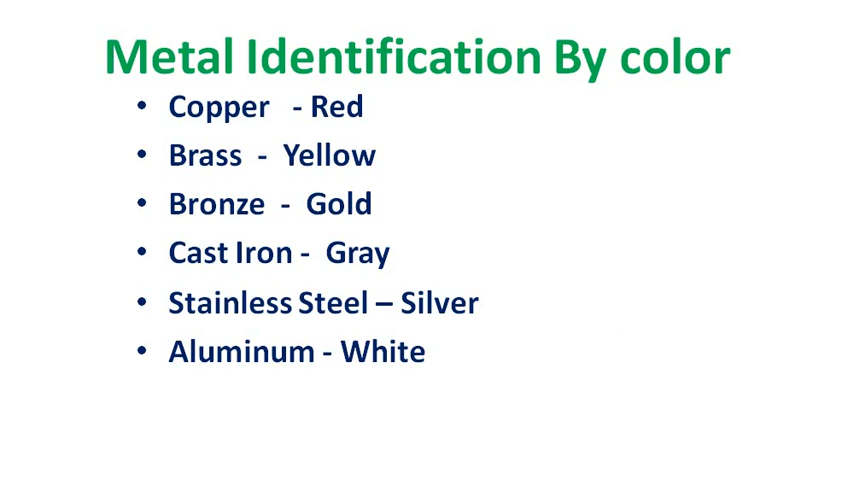 Metal Identification By color
• Copper - Red
• Brass - Yellow
• Bronze - Gold
• Cast Iron - Gray
• Stainless Steel – Silver
• Aluminum - White